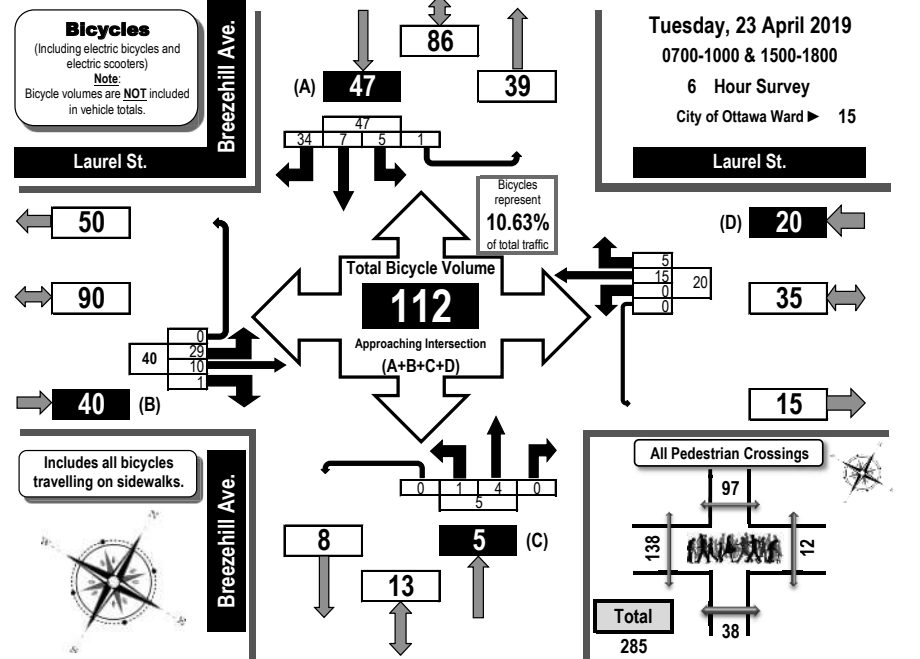 Bicycles
(Including electric bicycles and
electric scooters)
Note:
Bicycle volumes are NOT included
in vehicle totals.
Breezehill Ave.
Laurel St.
86
(A) 47
39
47
34 7 5 1
Tuesday, 23 April 2019
0700-1000 & 1500-1800
6 Hour Survey
City of Ottawa Ward ► 15
Laurel St.
Bicycles
represent
10.63%
of total traffic
50
90
40
0
29
10
1
40 (B)
Total Bicycle Volume
112
Approaching Intersection
(A+B+C+D)
(D) 20
5
15
0
0
20
35
15
Includes all bicycles
travelling on sidewalks.
Breezehill Ave.
0 1 4 0
5
8
5 (C)
13
All Pedestrian Crossings
97
138
12
38
Total
285